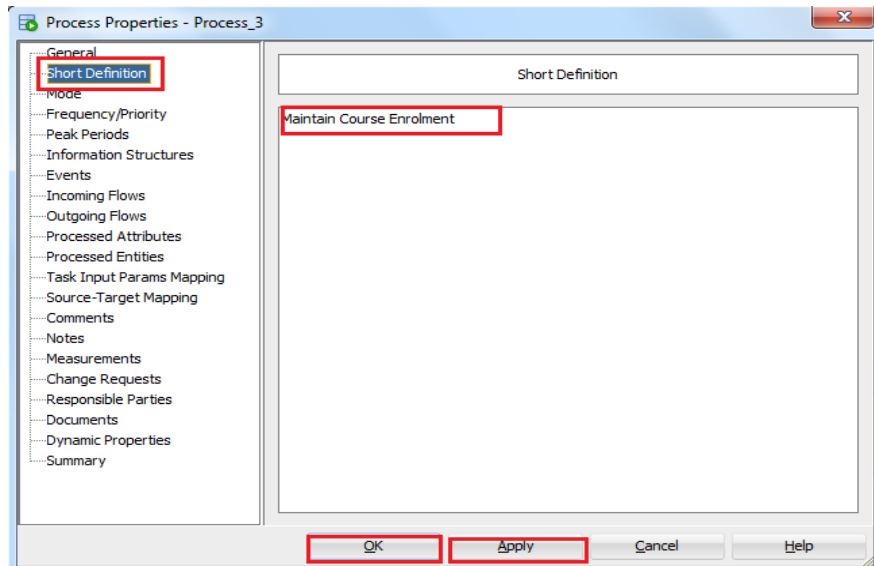 Process Properties - Process_3
General
Short Definition
Mode
Frequency/Priority
Peak Periods
Information Structures
Events
Incoming Flows
Outgoing Flows
Processed Attributes
Processed Entities
Task Input Params Mapping
Source-Target Mapping
Comments
Notes
Measurements
Change Requests
Responsible Parties
Documents
Dynamic Properties
Summary
Short Definition
Maintain Course Enrolment
OK Apply Cancel Help